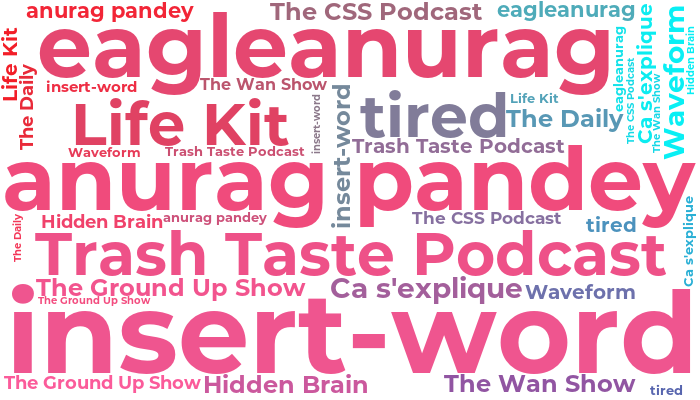 anurag pandey
The CSS Podcast
eagleanurag
Life Kit
The Daily
eagleanurag
insert-word
The Wan Show
eagleanurag
The CSS Podcast
Ca s'explique
The Wan Show
Waveform
Hidden Brain
Life Kit
insert-word
insert-word
tired
Life Kit
The Daily
Waveform
Trash Taste Podcast
Trash Taste Podcast
anurag pandey
The Daily
Hidden Brain
anurag pandey
The CSS Podcast
tired
Ca s'explique
Trash Taste Podcast
The Ground Up Show
The Ground Up Show
Ca s'explique
Waveform
insert-word
The Ground Up Show
Hidden Brain
The Wan Show
tired